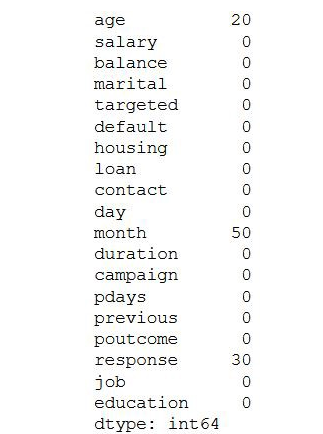 age 20
salary 0
balance 0
marital 0
targeted 0
default 0
housing 0
loan 0
contact 0
day 0
month 50
duration 0
campaign 0
pdays 0
previous 0
poutcome 0
response 30
job 0
education 0
dtype: int64